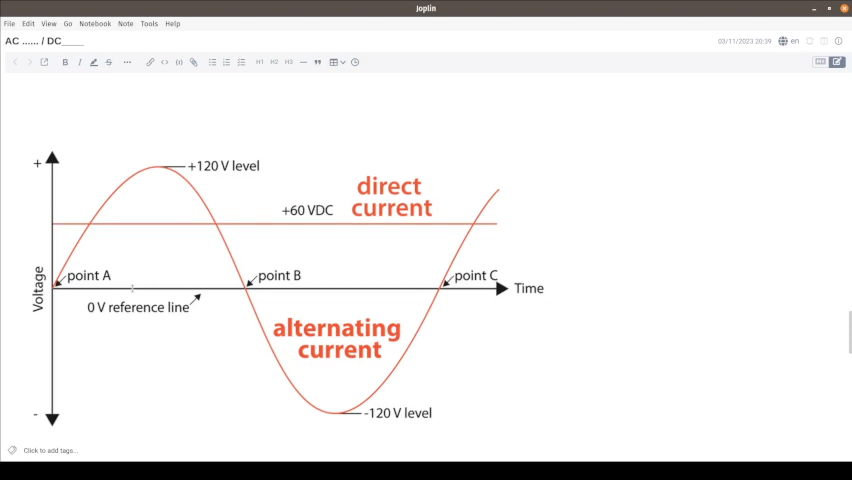 Joplin
File Edit View Go Notebook Note Tools Help
AC ...... / DC____
03/11/2023 20:39 en
B I S H1 H2 H3
+
+120 V level
direct
current
+60 VDC
point A
point B
point C
Voltage
Time
0 V reference line
alternating
current
-
-120 V level
Click to add tags...